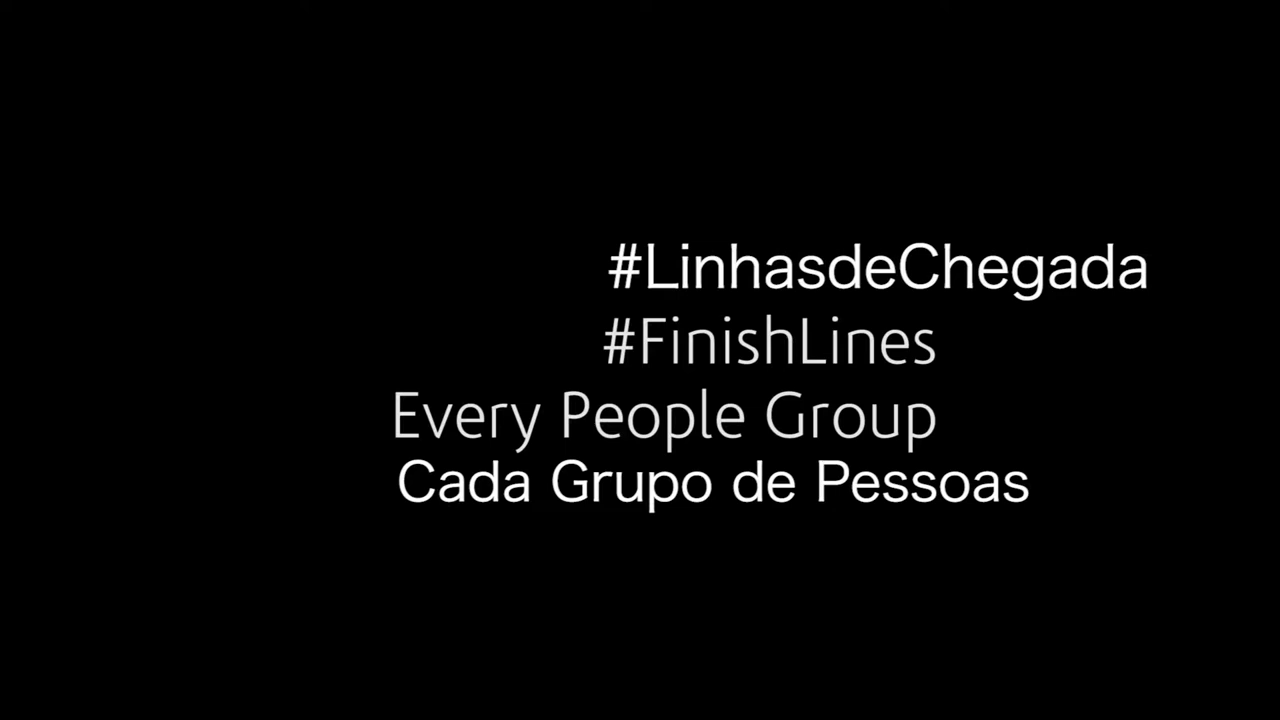 #LinhasdeChegada
#FinishLines
Every People Group
Cada Grupo de Pessoas